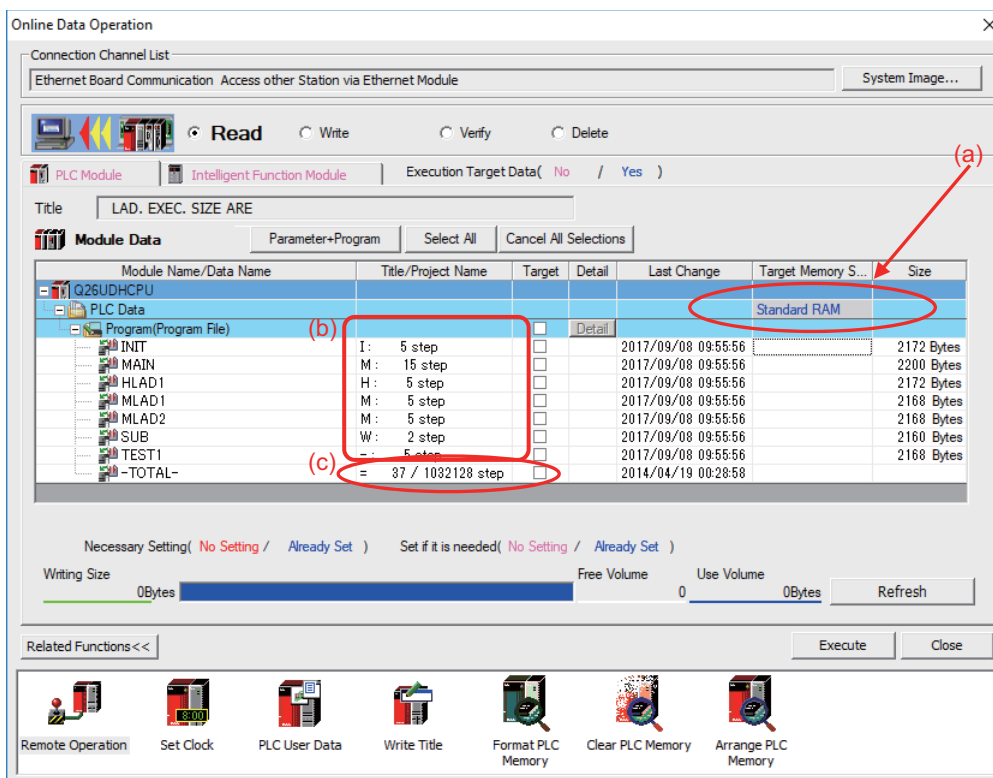 Online Data Operation
Connection Channel List
Ethernet Board Communication Access other Station via Ethernet Module
System Image...
Read Write Verify Delete
(a)
PLC Module Intelligent Function Module Execution Target Data( No / Yes )
Title LAD. EXEC. SIZE ARE
Module Data Parameter+Program Select All Cancel All Selections
Module Name/Data Name Title/Project Name Target Detail Last Change Target Memory S... Size
Q26UDHCPU
PLC Data Standard RAM
Program(Program File) (b) Detail
INIT I: 5 step 2017/09/08 09:55:56 2172 Bytes
MAIN M: 15 step 2017/09/08 09:55:56 2200 Bytes
HLAD1 H: 5 step 2017/09/08 09:55:56 2172 Bytes
MLAD1 M: 5 step 2017/09/08 09:55:56 2168 Bytes
MLAD2 M: 5 step 2017/09/08 09:55:56 2168 Bytes
SUB W: 2 step 2017/09/08 09:55:56 2160 Bytes
TEST1 -: 5 step 2017/09/08 09:55:56 2168 Bytes
(c)
-TOTAL- = 37 / 1032128 step 2014/04/19 00:28:58
Necessary Setting( No Setting / Already Set ) Set if it is needed( No Setting / Already Set )
Writing Size Free Volume Use Volume
0Bytes 0 0Bytes Refresh
Related Functions<< Execute Close
8:00
Remote Operation Set Clock PLC User Data Write Title Format PLC Memory Clear PLC Memory Arrange PLC Memory